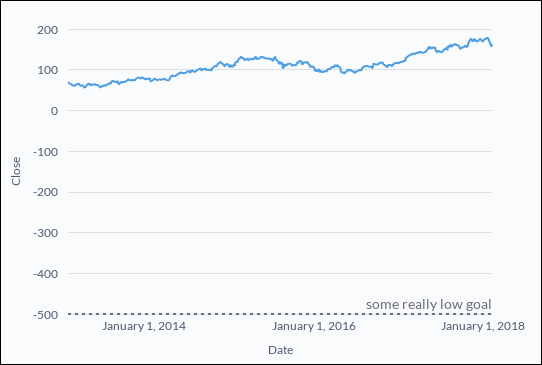 200
100
0
-100
-200
-300
-400
-500
Close
some really low goal
January 1, 2014
January 1, 2016
January 1, 2018
Date